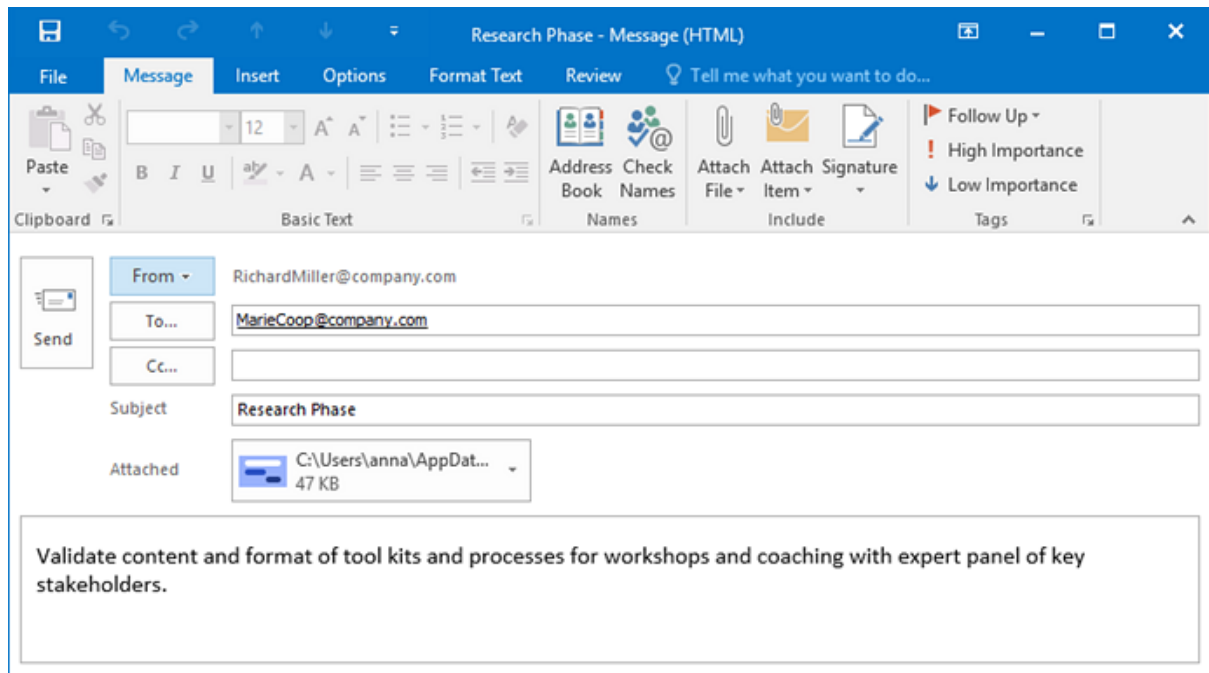 Research Phase - Message (HTML)
File Message Insert Options Format Text Review Tell me what you want to do...
Paste
Clipboard
12
B I U aby A
Basic Text
Address Book
Check Names
Names
Attach File
Attach Item
Signature
Include
Follow Up
High Importance
Low Importance
Tags
Send
From RichardMiller@company.com
To... MarieCoop@company.com
Cc...
Subject Research Phase
Attached C:\Users\anna\AppDat...
47 KB
Validate content and format of tool kits and processes for workshops and coaching with expert panel of key
stakeholders.